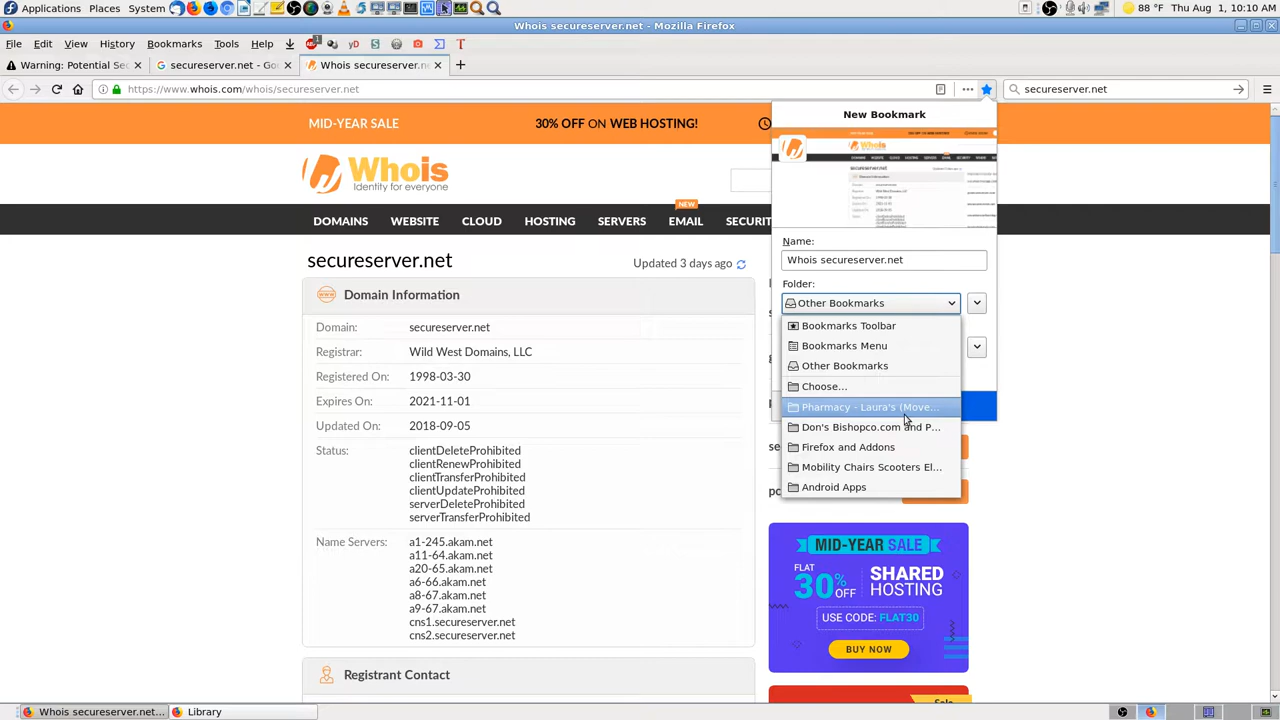 Applications Places System
88 °F Thu Aug 1, 10:10 AM
Whois secureserver.net - Mozilla Firefox
File Edit View History Bookmarks Tools Help
Warning: Potential Sec
secureserver.net - Go
Whois secureserver.net
https://www.whois.com/whois/secureserver.net
secureserver.net
MID-YEAR SALE
30% OFF ON WEB HOSTING!
Whois
Identity for everyone
NEW
DOMAINS WEBSITE CLOUD HOSTING SERVERS EMAIL SECURIT
secureserver.net
Updated 3 days ago
Domain Information
Domain: secureserver.net
Registrar: Wild West Domains, LLC
Registered On: 1998-03-30
Expires On: 2021-11-01
Updated On: 2018-09-05
Status: clientDeleteProhibited
clientRenewProhibited
clientTransferProhibited
clientUpdateProhibited
serverDeleteProhibited
serverTransferProhibited
Name Servers: a1-245.akam.net
a11-64.akam.net
a20-65.akam.net
a6-66.akam.net
a8-67.akam.net
a9-67.akam.net
cns1.secureserver.net
cns2.secureserver.net
Registrant Contact
New Bookmark
Name:
Whois secureserver.net
Folder:
Other Bookmarks
Bookmarks Toolbar
Bookmarks Menu
Other Bookmarks
Choose...
Pharmacy - Laura's (Move...
Don's Bishopco.com and P...
Firefox and Addons
Mobility Chairs Scooters El...
Android Apps
MID-YEAR SALE
FLAT
30%
OFF
SHARED
HOSTING
USE CODE: FLAT30
BUY NOW
Sale
Whois secureserver.net...
Library